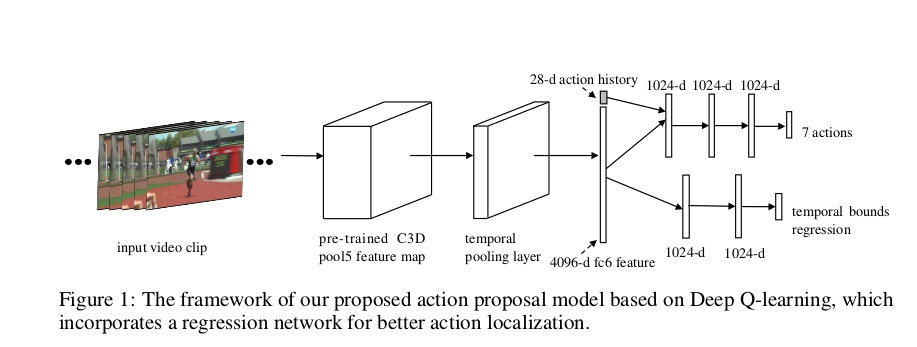 28-d action history
1024-d 1024-d 1024-d
7 actions
input video clip
pre-trained C3D
pool5 feature map
temporal
pooling layer
4096-d fc6 feature
1024-d 1024-d
temporal bounds
regression
Figure 1: The framework of our proposed action proposal model based on Deep Q-learning, which
incorporates a regression network for better action localization.